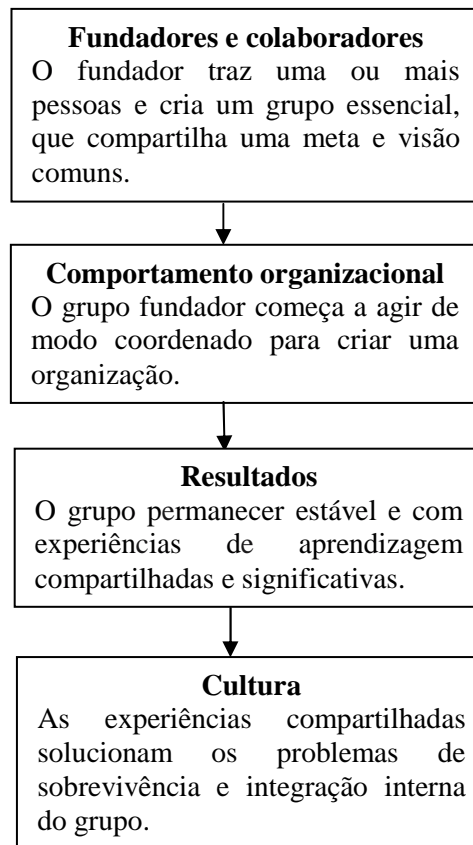 Fundadores e colaboradores
O fundador traz uma ou mais
pessoas e cria um grupo essencial,
que compartilha uma meta e visão
comuns.
Comportamento organizacional
O grupo fundador começa a agir de
modo coordenado para criar uma
organização.
Resultados
O grupo permanecer estável e com
experiências de aprendizagem
compartilhadas e significativas.
Cultura
As experiências compartilhadas
solucionam os problemas de
sobrevivência e integração interna
do grupo.